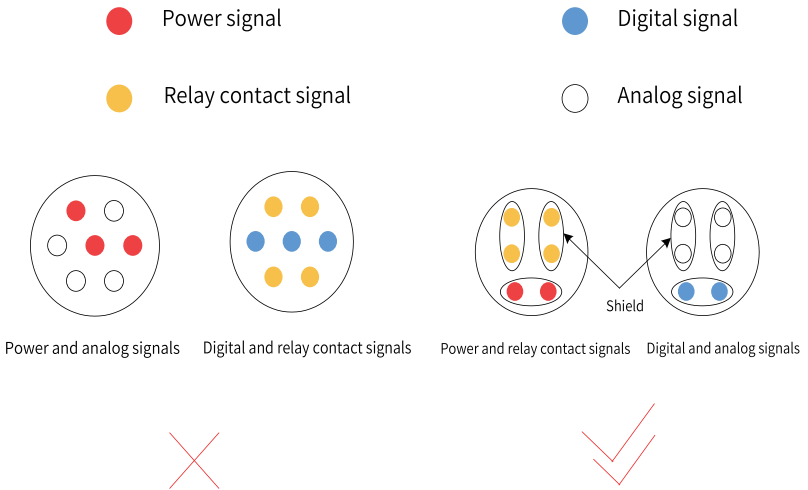 Power signal
Digital signal
Relay contact signal
Analog signal
Shield
Power and analog signals
Digital and relay contact signals
Power and relay contact signals
Digital and analog signals